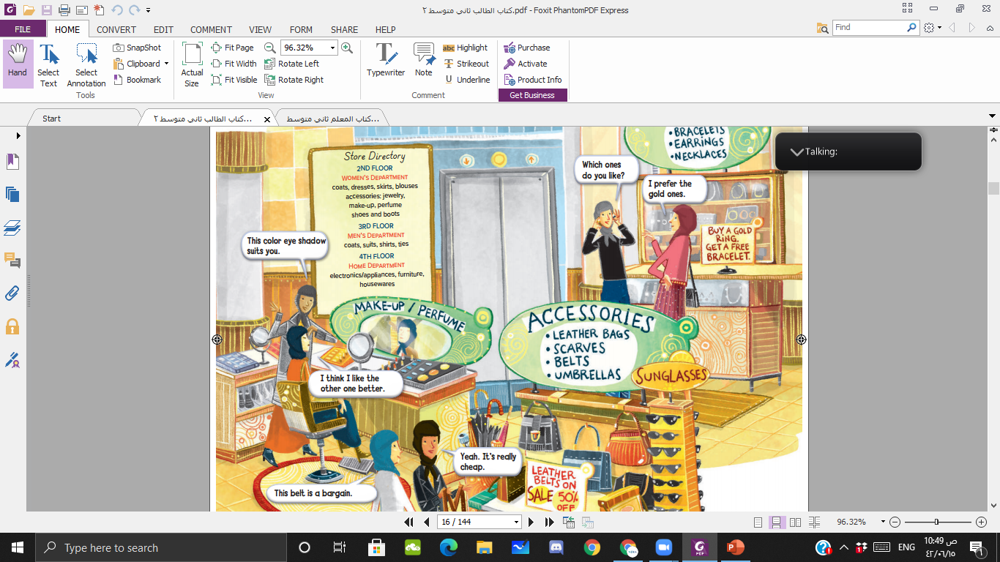 كتاب الطالب ثاني متوسط ٢.pdf - Foxit PhantomPDF Express
FILE
HOME
CONVERT
EDIT
COMMENT
VIEW
FORM
SHARE
HELP
Find
Hand
Select Text
Select Annotation
SnapShot
Clipboard
Bookmark
Tools
Actual Size
Fit Page
Fit Width
Fit Visible
96.32%
Rotate Left
Rotate Right
View
Typewriter
Note
abc Highlight
T Strikeout
U Underline
Comment
Purchase
Activate
Product Info
Get Business
Start
كتاب الطالب ثاني متوسط ٢...
كتاب المعلم ثاني متوسط...
Talking:
• BRACELETS
• EARRINGS
• NECKLACES
Store Directory
2ND FLOOR
WOMEN'S DEPARTMENT
coats, dresses, skirts, blouses
accessories: jewelry,
make-up, perfume
shoes and boots
3RD FLOOR
MEN'S DEPARTMENT
coats, suits, shirts, ties
4TH FLOOR
HOME DEPARTMENT
electronics/appliances, furniture,
housewares
Which ones
do you like?
I prefer the
gold ones.
BUY A GOLD
RING.
GET A FREE
BRACELET.
This color eye shadow
suits you.
MAKE-UP / PERFUME
ACCESSORIES
• LEATHER BAGS
• SCARVES
• BELTS
• UMBRELLAS
SUNGLASSES
I think I like the
other one better.
Yeah. It's really
cheap.
This belt is a bargain.
LEATHER
BELTS ON
SALE 50%
OFF
16 / 144
96.32%
Type here to search
PDF
ENG
10:49 ص
٤٢/٠٦/١٥
1